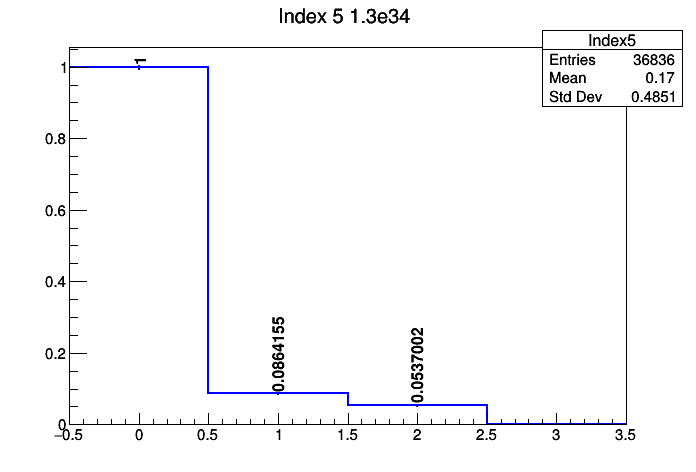 Index 5 1.3e34
Index5
Entries 36836
Mean 0.17
Std Dev 0.4851
1
0.8
0.6
0.4
0.2
0
1
0.0864155
0.0537002
−0.5 0 0.5 1 1.5 2 2.5 3 3.5